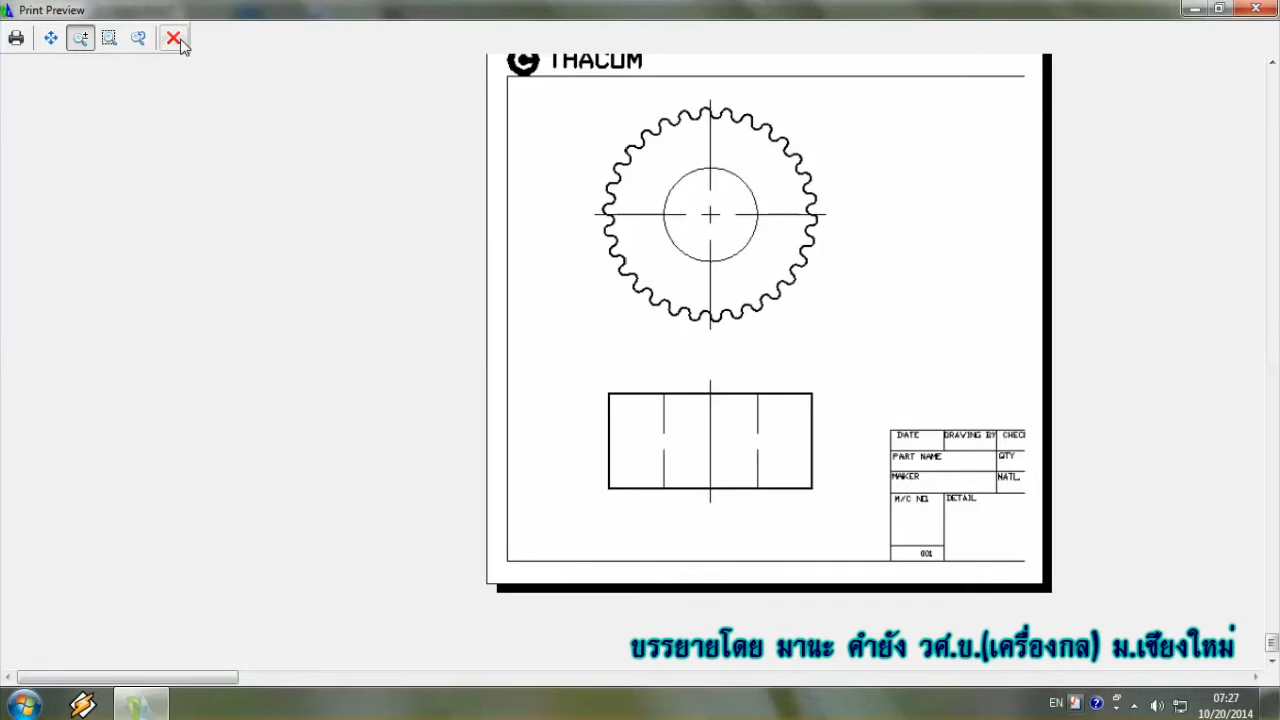 Print Preview
THACOM
DATE DRAWING BY CHEC
PART NAME QTY
MAKER MATL.
M/C NO. DETAIL
001
บรรยายโดย มานะ คำยัง วศ.บ.(เครื่องกล) ม.เชียงใหม่
EN
07:27
10/20/2014